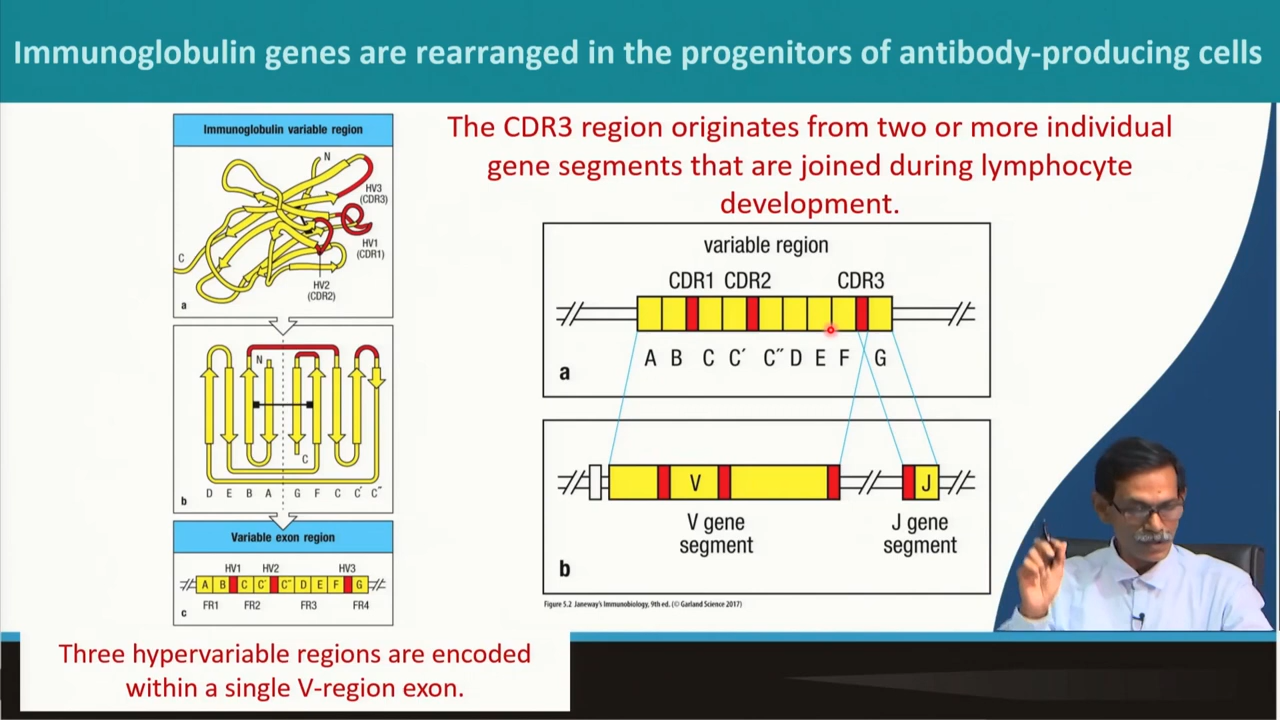 Immunoglobulin genes are rearranged in the progenitors of antibody-producing cells
Immunoglobulin variable region
N
HV3
(CDR3)
HV1
(CDR1)
C
HV2
(CDR2)
a
N
C
D E B A G F C C′ C″
b
Variable exon region
HV1 HV2 HV3
A B C C′ C″ D E F G
FR1 FR2 FR3 FR4
c
Three hypervariable regions are encoded
within a single V-region exon.
The CDR3 region originates from two or more individual
gene segments that are joined during lymphocyte
development.
variable region
CDR1 CDR2 CDR3
A B C C′ C″ D E F G
a
V J
V gene
segment
J gene
segment
b
Figure 5.2 Janeway's Immunobiology, 9th ed. (© Garland Science 2017)